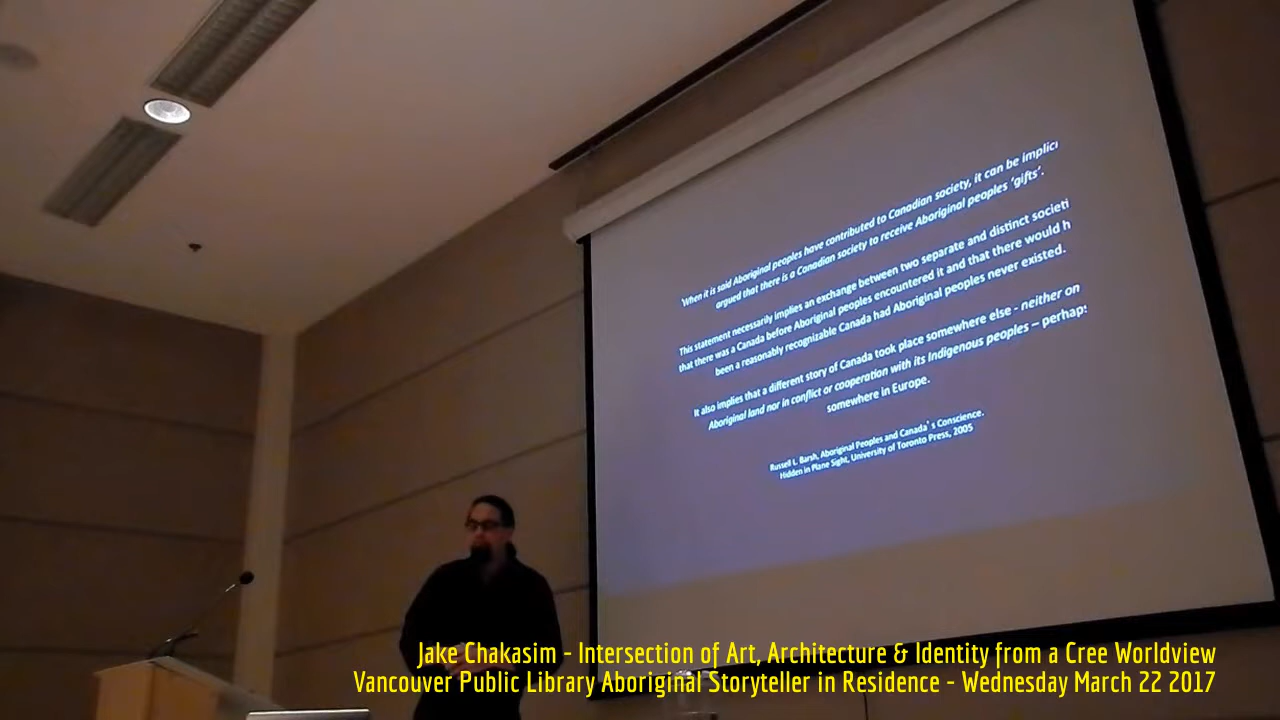 'When it is said Aboriginal peoples have contributed to Canadian society, it can be implici
argued that there is a Canadian society to receive Aboriginal peoples 'gifts'.
This statement necessarily implies an exchange between two separate and distinct societi
that there was a Canada before Aboriginal peoples encountered it and that there would h
been a reasonably recognizable Canada had Aboriginal peoples never existed.
It also implies that a different story of Canada took place somewhere else - neither on
Aboriginal land nor in conflict or cooperation with its Indigenous peoples – perhaps
somewhere in Europe.
Russell L. Barsh, Aboriginal Peoples and Canada's Conscience.
Hidden in Plane Sight, University of Toronto Press, 2005
Jake Chakasim - Intersection of Art, Architecture & Identity from a Cree Worldview
Vancouver Public Library Aboriginal Storyteller in Residence - Wednesday March 22 2017